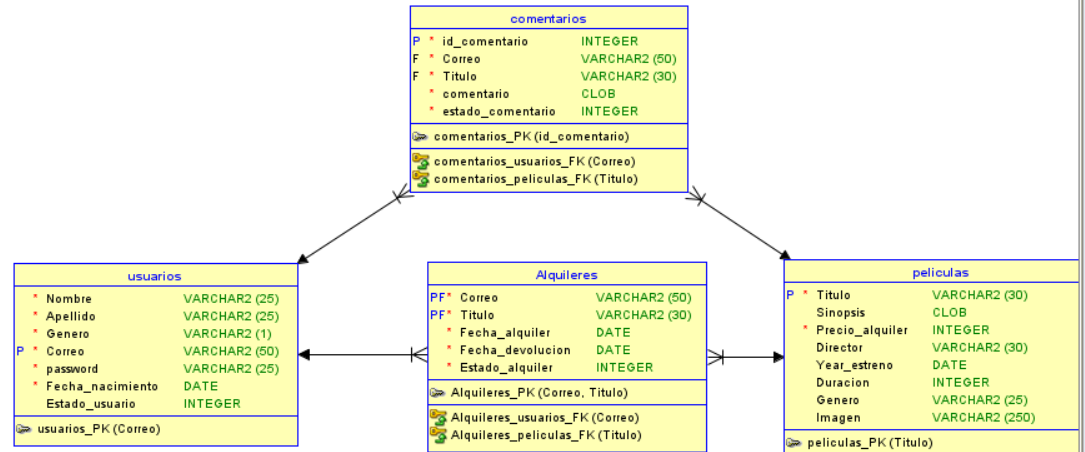 comentarios
P * id_comentario INTEGER
F * Correo VARCHAR2 (50)
F * Titulo VARCHAR2 (30)
* comentario CLOB
* estado_comentario INTEGER
comentarios_PK (id_comentario)
comentarios_usuarios_FK (Correo)
comentarios_peliculas_FK (Titulo)
usuarios
* Nombre VARCHAR2 (25)
* Apellido VARCHAR2 (25)
* Genero VARCHAR2 (1)
P * Correo VARCHAR2 (50)
* password VARCHAR2 (25)
* Fecha_nacimiento DATE
Estado_usuario INTEGER
usuarios_PK (Correo)
Alquileres
PF* Correo VARCHAR2 (50)
PF* Titulo VARCHAR2 (30)
* Fecha_alquiler DATE
* Fecha_devolucion DATE
* Estado_alquiler INTEGER
Alquileres_PK (Correo, Titulo)
Alquileres_usuarios_FK (Correo)
Alquileres_peliculas_FK (Titulo)
peliculas
P * Titulo VARCHAR2 (30)
Sinopsis CLOB
* Precio_alquiler INTEGER
Director VARCHAR2 (30)
Year_estreno DATE
Duracion INTEGER
Genero VARCHAR2 (25)
Imagen VARCHAR2 (250)
peliculas_PK (Titulo)